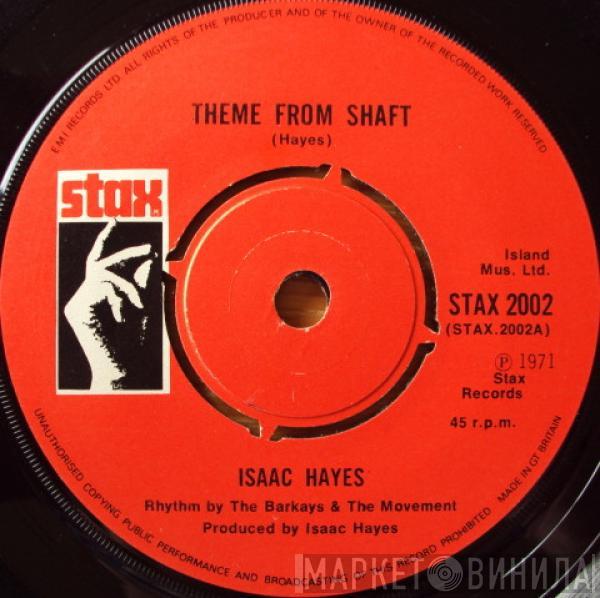 EMI RECORDS LTD ALL RIGHTS OF THE PRODUCER AND OF THE OWNER OF THE RECORDED WORK RESERVED
THEME FROM SHAFT
(Hayes)
stax
Island
Mus. Ltd.
STAX 2002
(STAX.2002A)
Ⓟ 1971
Stax
Records
45 r.p.m.
ISAAC HAYES
Rhythm by The Barkays & The Movement
Produced by Isaac Hayes
UNAUTHORISED COPYING PUBLIC PERFORMANCE AND BROADCASTING OF THIS RECORD PROHIBITED MADE IN GT BRITAIN
МАРКЕТ ВИНИЛА